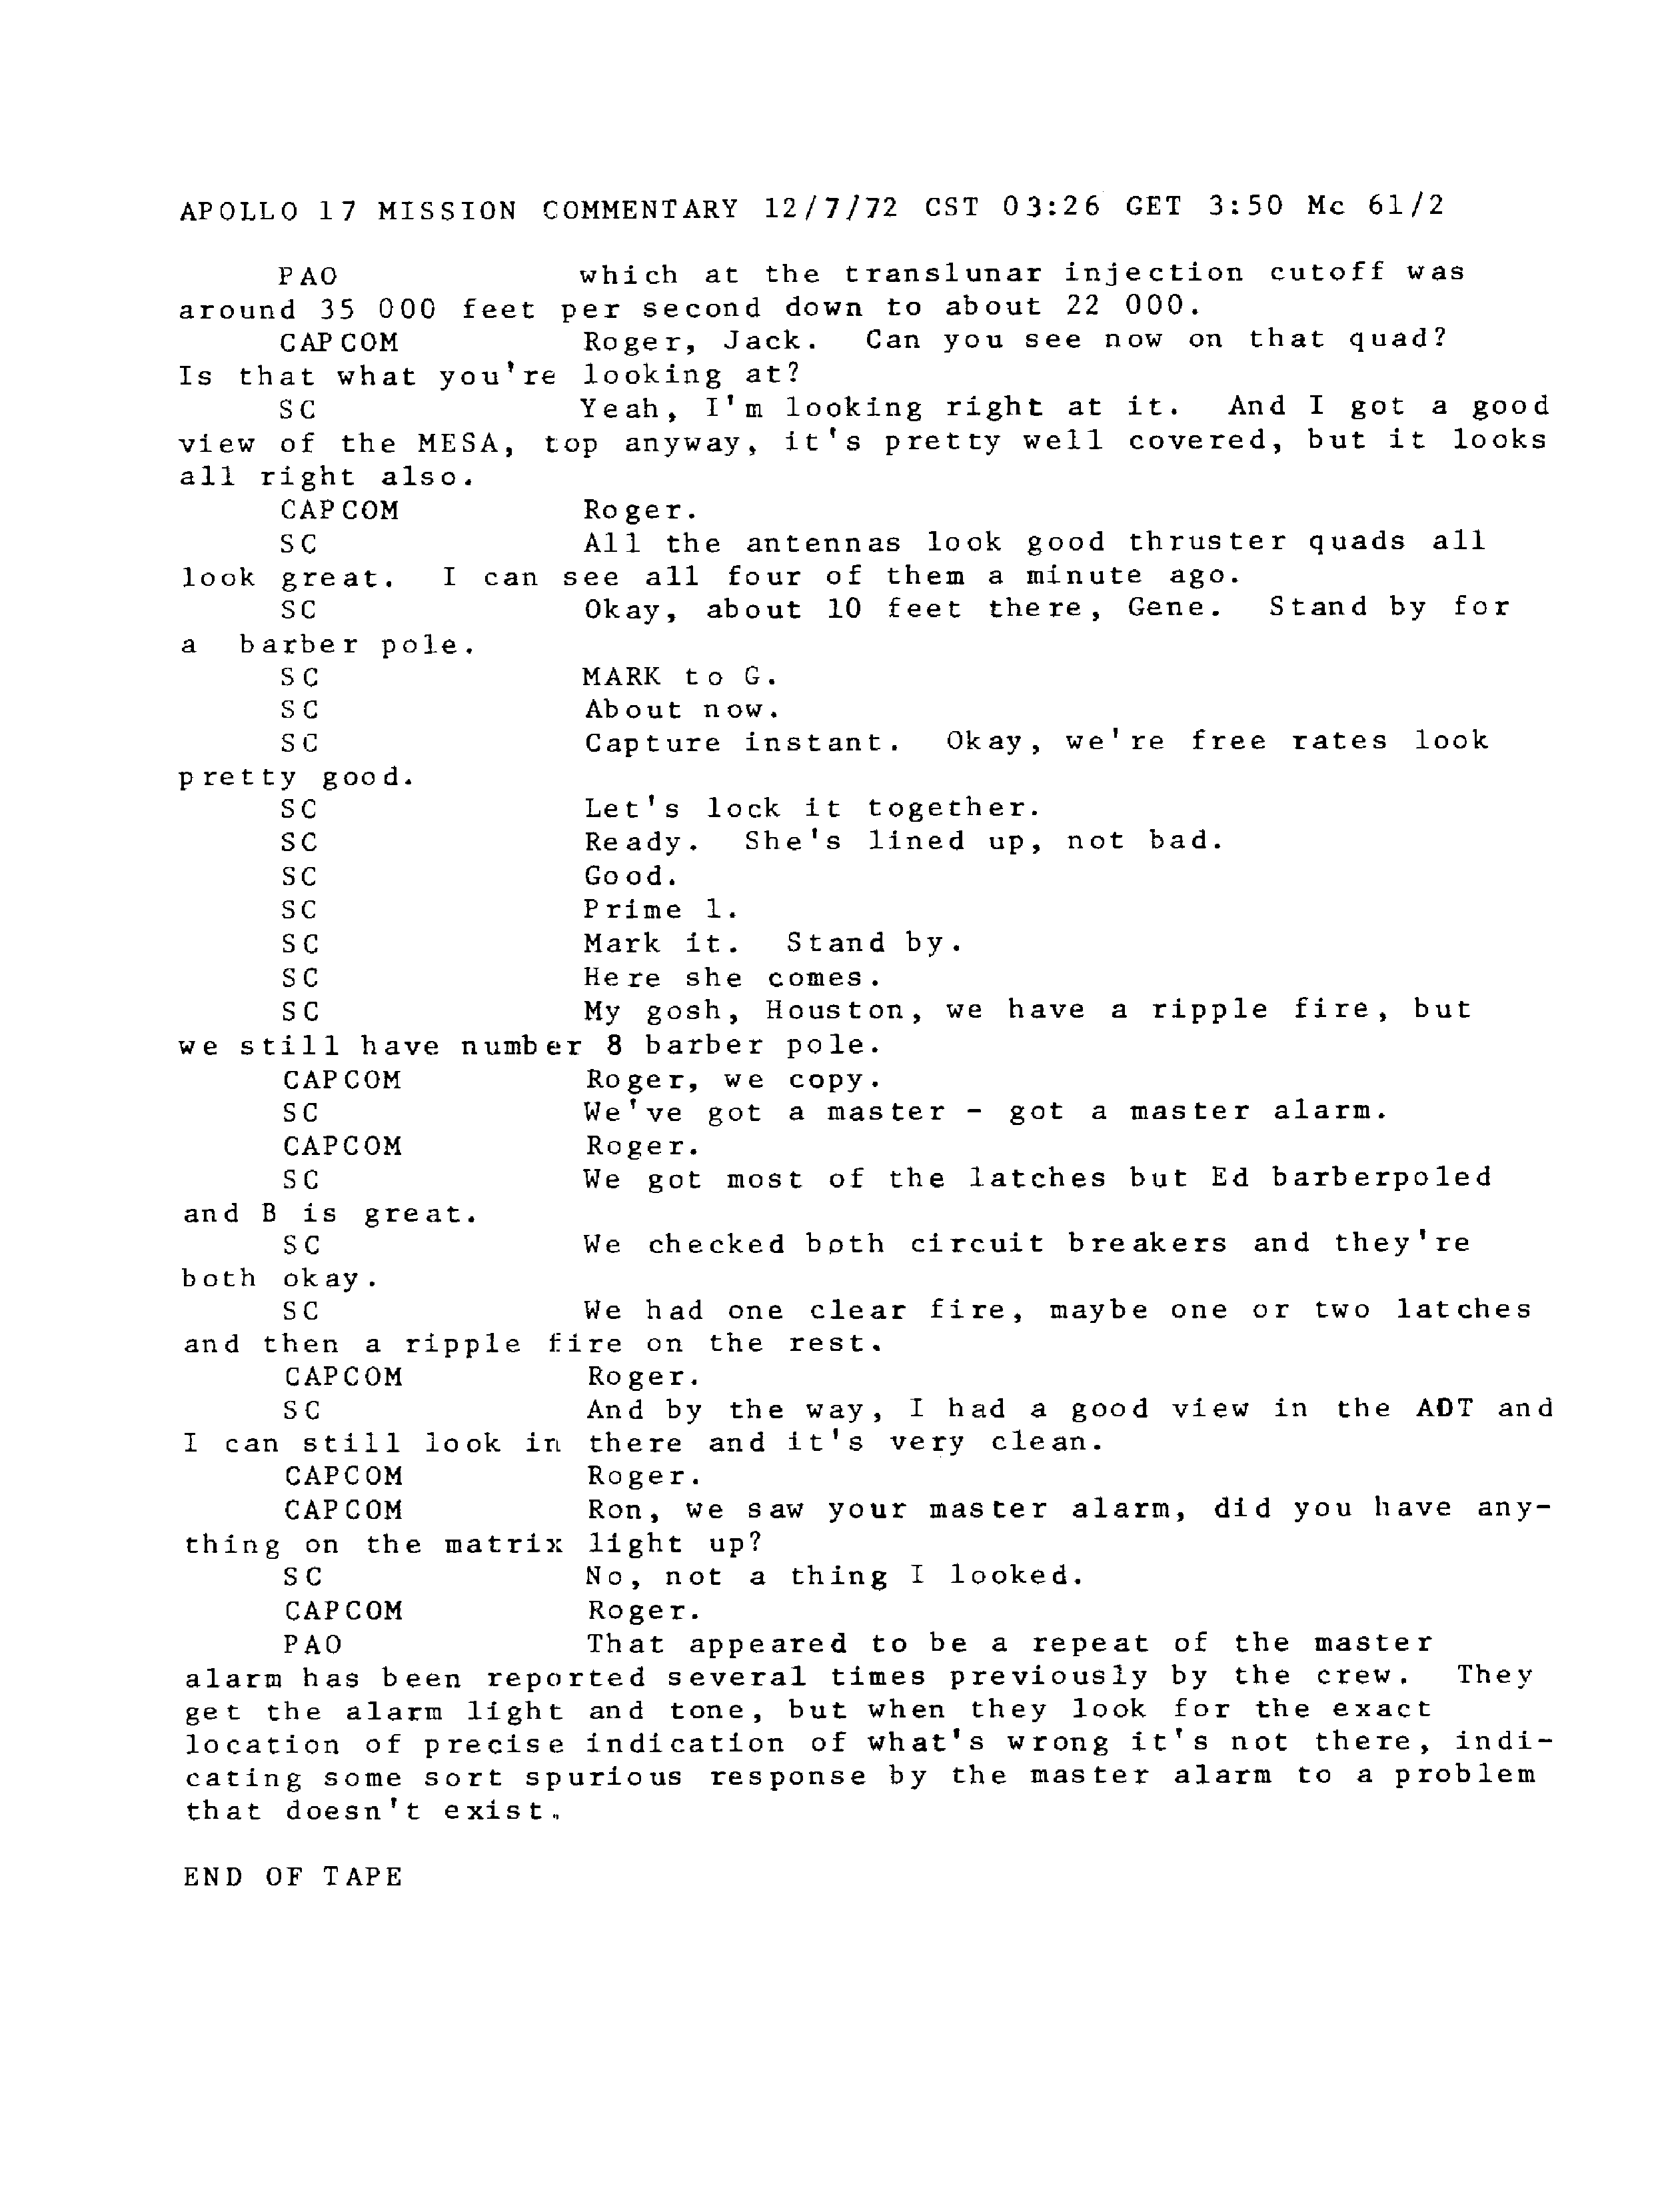 APOLLO 17 MISSION COMMENTARY 12/7/72 CST 03:26 GET 3:50 Mc 61/2
PAO which at the translunar injection cutoff was
around 35 000 feet per second down to about 22 000.
CAPCOM Roger, Jack. Can you see now on that quad?
Is that what you're looking at?
SC Yeah, I'm looking right at it. And I got a good
view of the MESA, top anyway, it's pretty well covered, but it looks
all right also.
CAPCOM Roger.
SC All the antennas look good thruster quads all
look great. I can see all four of them a minute ago.
SC Okay, about 10 feet there, Gene. Stand by for
a barber pole.
SC MARK to G.
SC About now.
SC Capture instant. Okay, we're free rates look
pretty good.
SC Let's lock it together.
SC Ready. She's lined up, not bad.
SC Good.
SC Prime 1.
SC Mark it. Stand by.
SC Here she comes.
SC My gosh, Houston, we have a ripple fire, but
we still have number 8 barber pole.
CAPCOM Roger, we copy.
SC We've got a master - got a master alarm.
CAPCOM Roger.
SC We got most of the latches but Ed barberpoled
and B is great.
SC We checked both circuit breakers and they're
both okay.
SC We had one clear fire, maybe one or two latches
and then a ripple fire on the rest.
CAPCOM Roger.
SC And by the way, I had a good view in the ADT and
I can still look in there and it's very clean.
CAPCOM Roger.
CAPCOM Ron, we saw your master alarm, did you have any-
thing on the matrix light up?
SC No, not a thing I looked.
CAPCOM Roger.
PAO That appeared to be a repeat of the master
alarm has been reported several times previously by the crew. They
get the alarm light and tone, but when they look for the exact
location of precise indication of what's wrong it's not there, indi-
cating some sort spurious response by the master alarm to a problem
that doesn't exist.
END OF TAPE